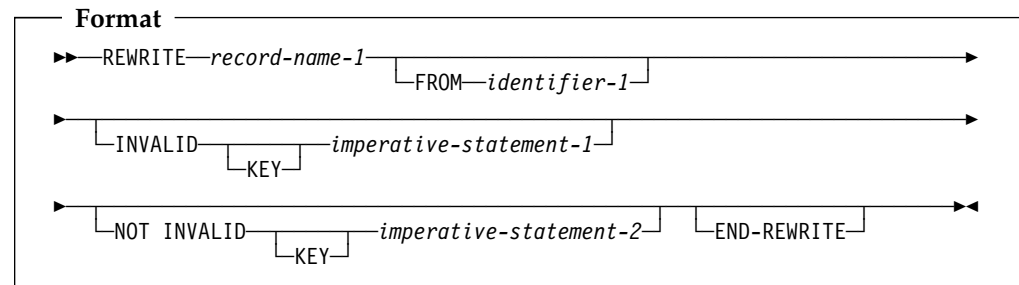 Format
REWRITE record-name-1
FROM identifier-1
INVALID imperative-statement-1
KEY
NOT INVALID imperative-statement-2 END-REWRITE
KEY